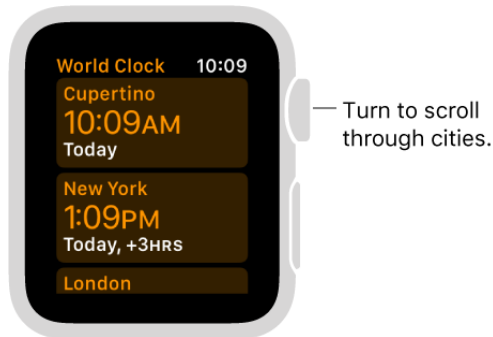 World Clock 10:09
Cupertino
10:09AM
Today
New York
1:09PM
Today, +3HRS
London
Turn to scroll
through cities.